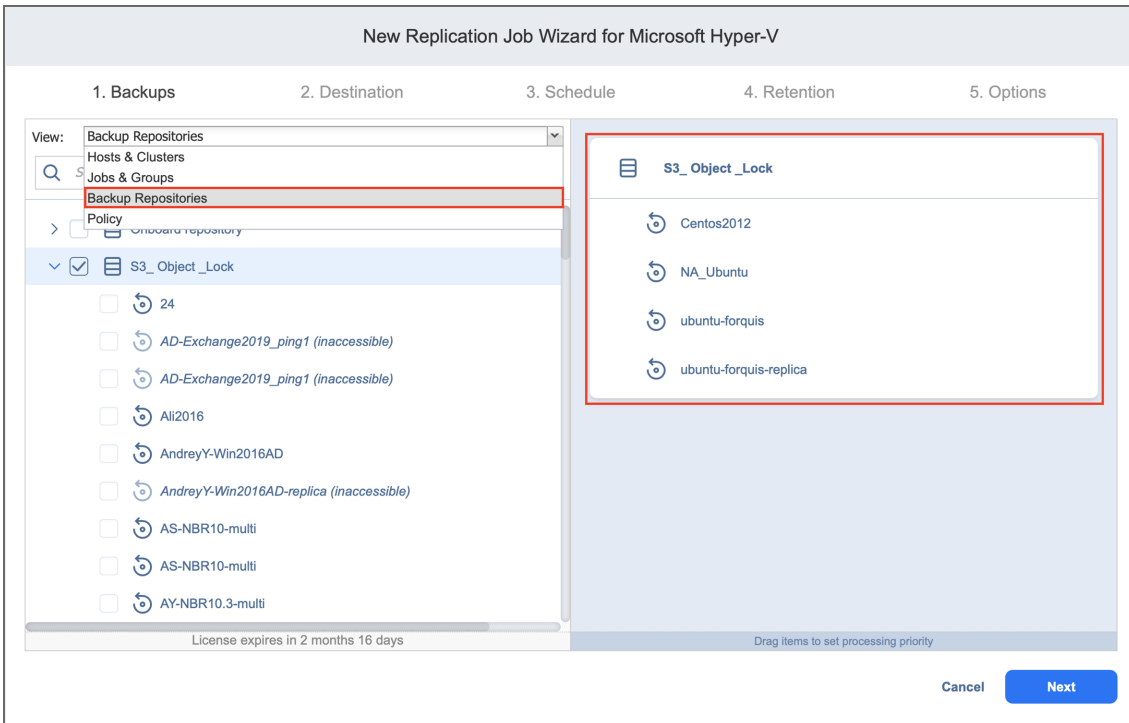 New Replication Job Wizard for Microsoft Hyper-V
1. Backups 2. Destination 3. Schedule 4. Retention 5. Options
View: Backup Repositories
Hosts & Clusters
S
Jobs & Groups
Backup Repositories
Policy
Onboard repository
S3_ Object _Lock
24
AD-Exchange2019_ping1 (inaccessible)
AD-Exchange2019_ping1 (inaccessible)
Ali2016
AndreyY-Win2016AD
AndreyY-Win2016AD-replica (inaccessible)
AS-NBR10-multi
AS-NBR10-multi
AY-NBR10.3-multi
License expires in 2 months 16 days
S3_ Object _Lock
Centos2012
NA_Ubuntu
ubuntu-forquis
ubuntu-forquis-replica
Drag items to set processing priority
Cancel Next